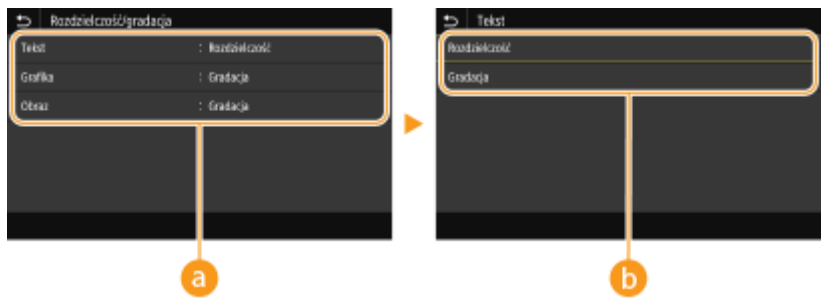 Rozdzielczość/gradacja
Tekst : Rozdzielczość
Grafika : Gradacja
Obraz : Gradacja
a
Tekst
Rozdzielczość
Gradacja
b